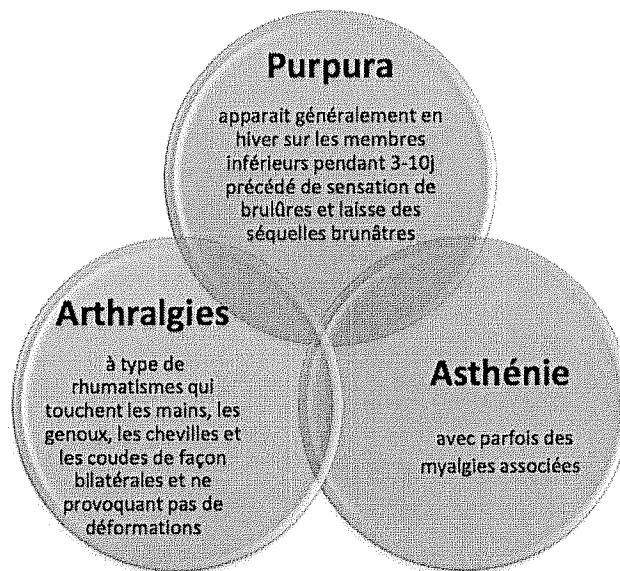 Purpura
apparait généralement en
hiver sur les membres
inférieurs pendant 3-10j
précédé de sensation de
brulûres et laisse des
séquelles brunâtres
Arthralgies
à type de
rhumatismes qui
touchent les mains, les
genoux, les chevilles et
les coudes de façon
bilatérales et ne
provoquant pas de
déformations
Asthénie
avec parfois des
myalgies associées